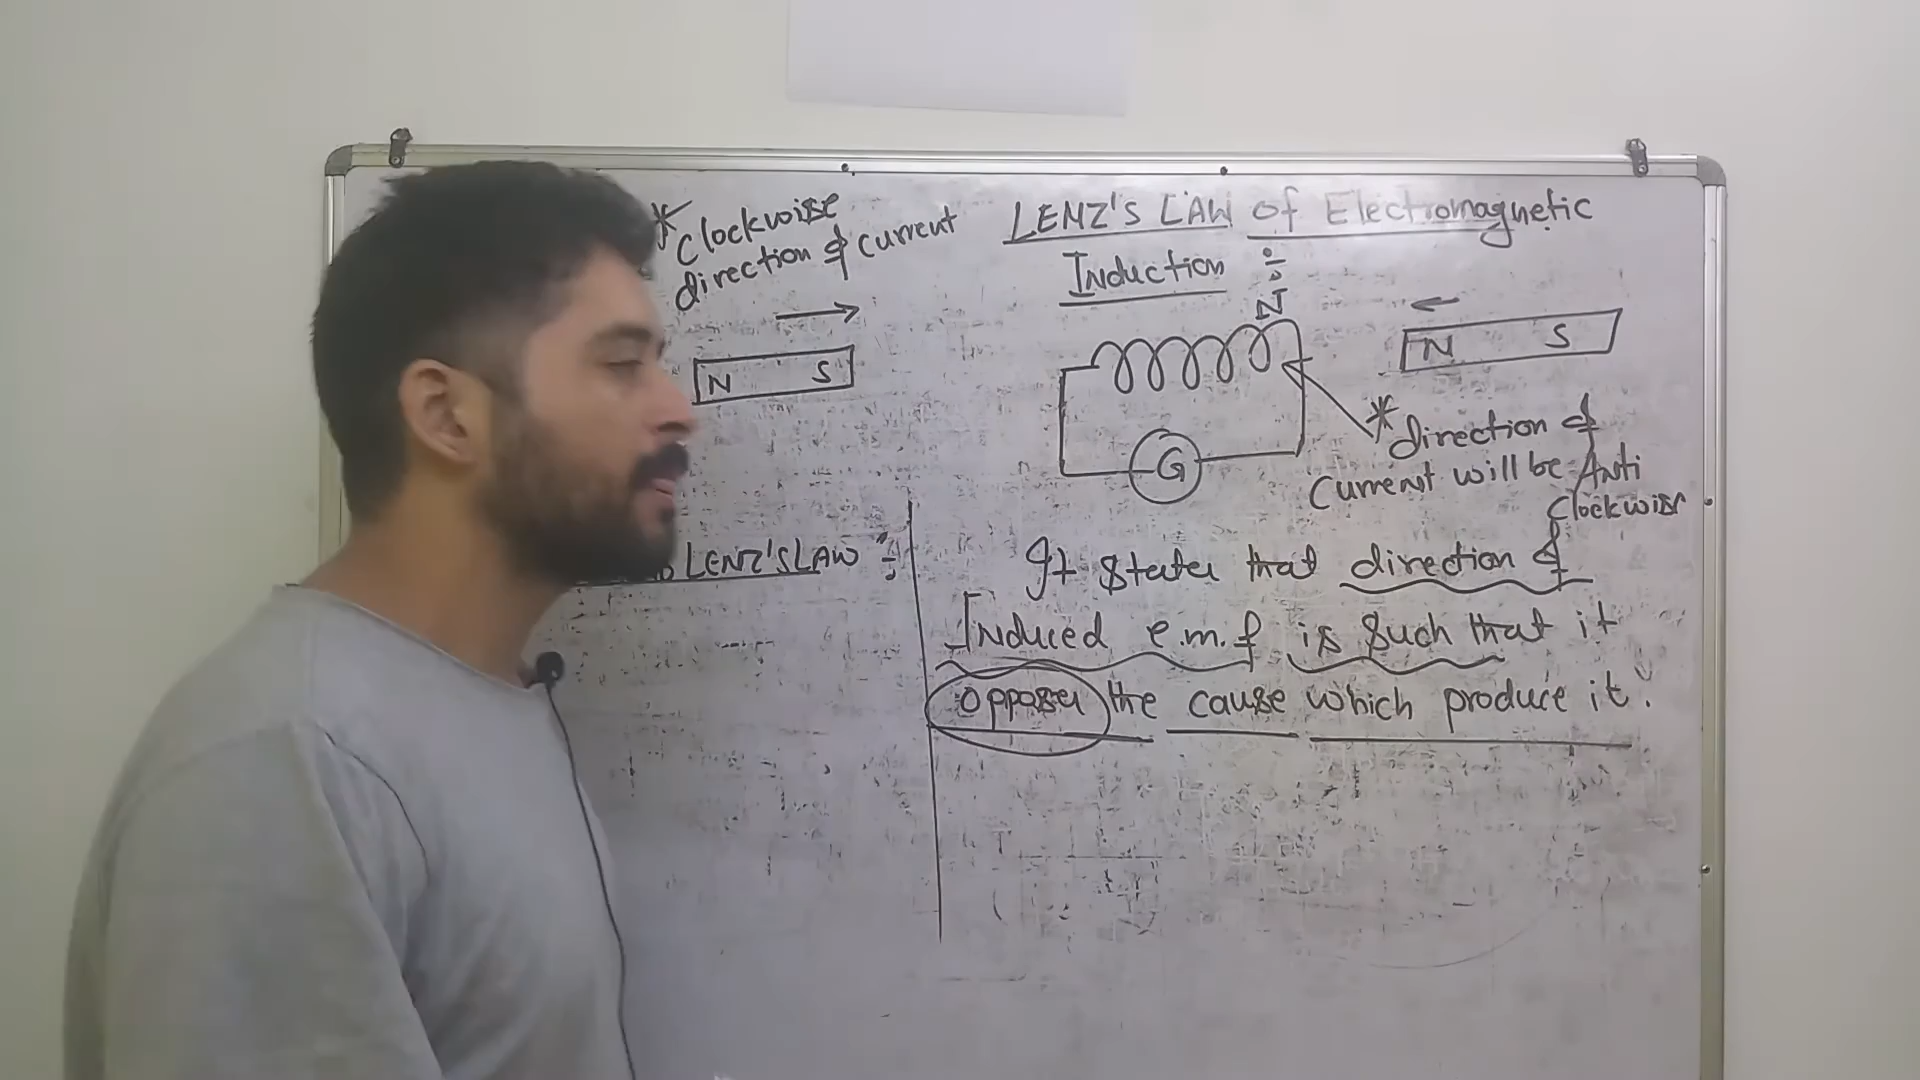 * Clockwise
direction of current
N S
LENZ'S LAW :
LENZ'S LAW of Electromagnetic
Induction :
N
N S
G
* direction of
current will be Anti
clockwise
It states that direction of
Induced e.m.f is such that it
opposes the cause which produce it".